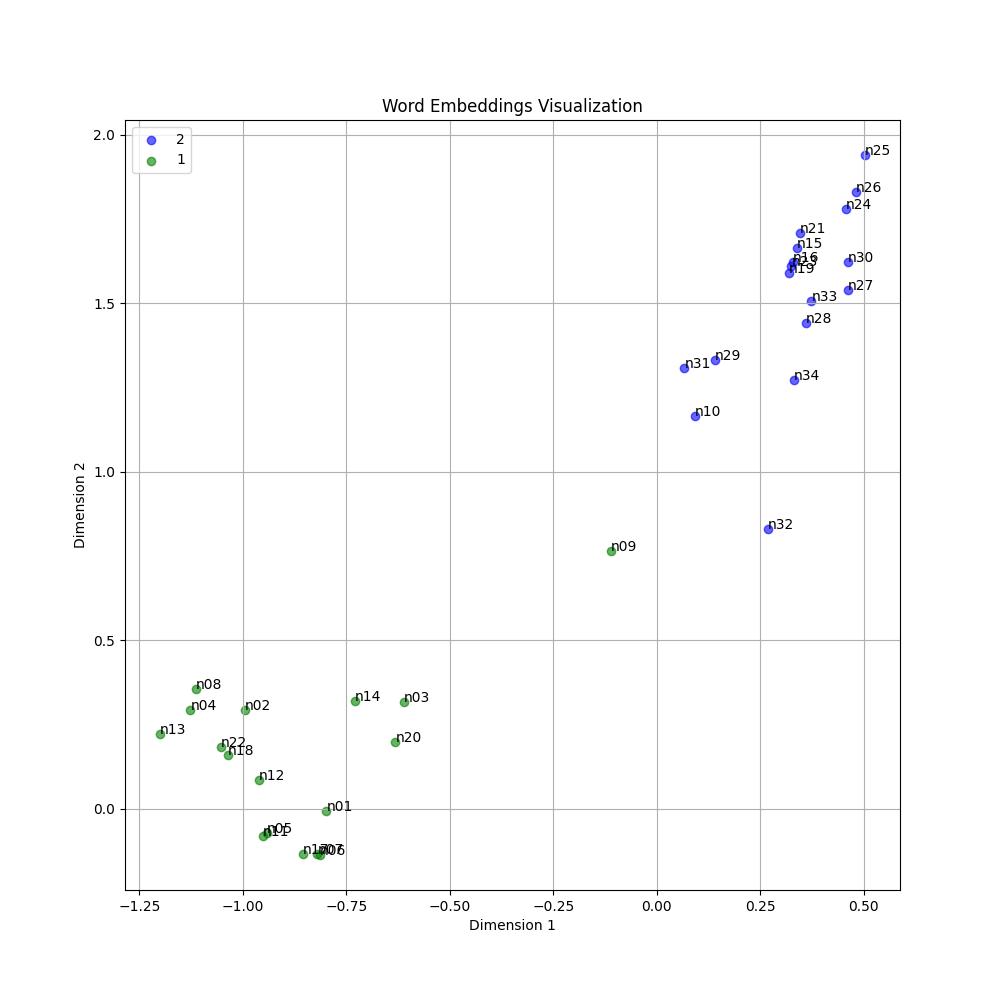 Word Embeddings Visualization
2
1
2.0
1.5
1.0
0.5
0.0
Dimension 2
n25
n26
n24
n21
n15
n16
n23
n19
n30
n27
n33
n28
n31
n29
n34
n10
n32
n09
n08
n04
n02
n14
n03
n13
n22
n18
n20
n12
n01
n05
n11
n17
n07
n06
−1.25
−1.00
−0.75
−0.50
−0.25
0.00
0.25
0.50
Dimension 1